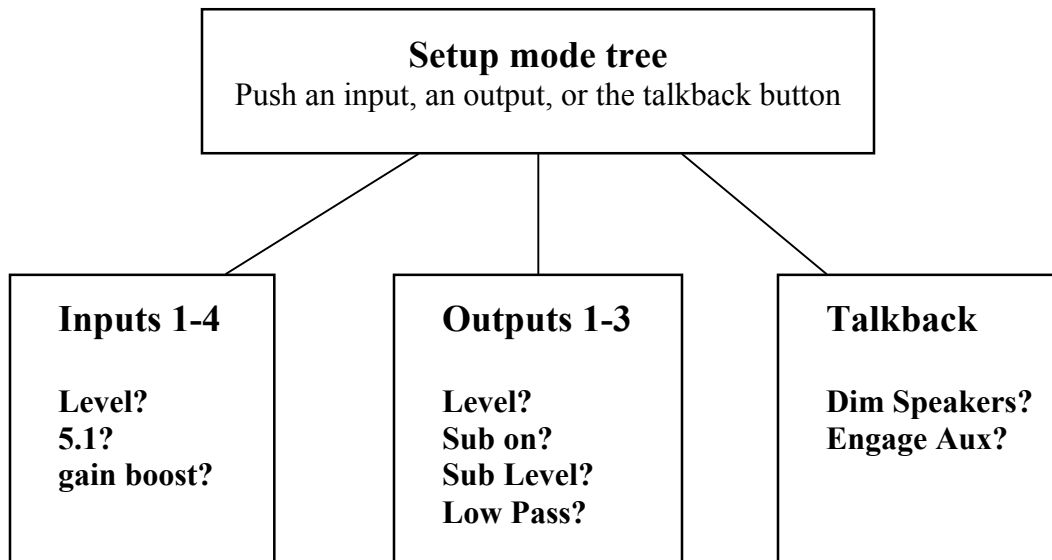 Setup mode tree
Push an input, an output, or the talkback button
Inputs 1-4
Level?
5.1?
gain boost?
Outputs 1-3
Level?
Sub on?
Sub Level?
Low Pass?
Talkback
Dim Speakers?
Engage Aux?